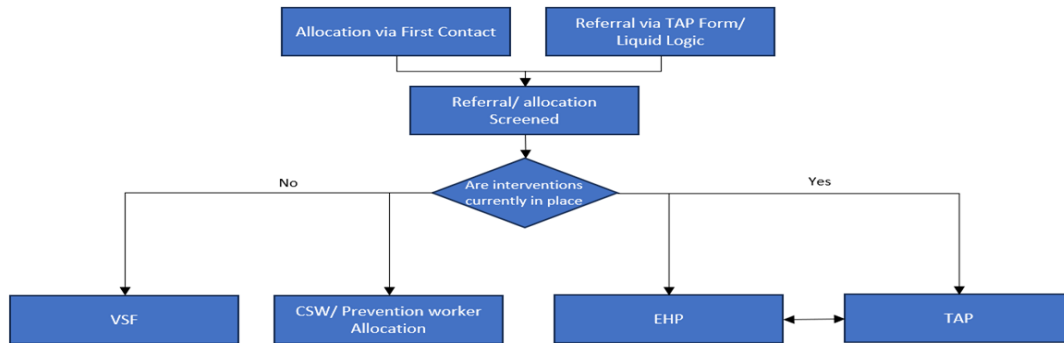 Allocation via First Contact
Referral via TAP Form/
Liquid Logic
Referral/ allocation
Screened
Are interventions
currently in place
No
Yes
VSF
CSW/ Prevention worker
Allocation
EHP
TAP